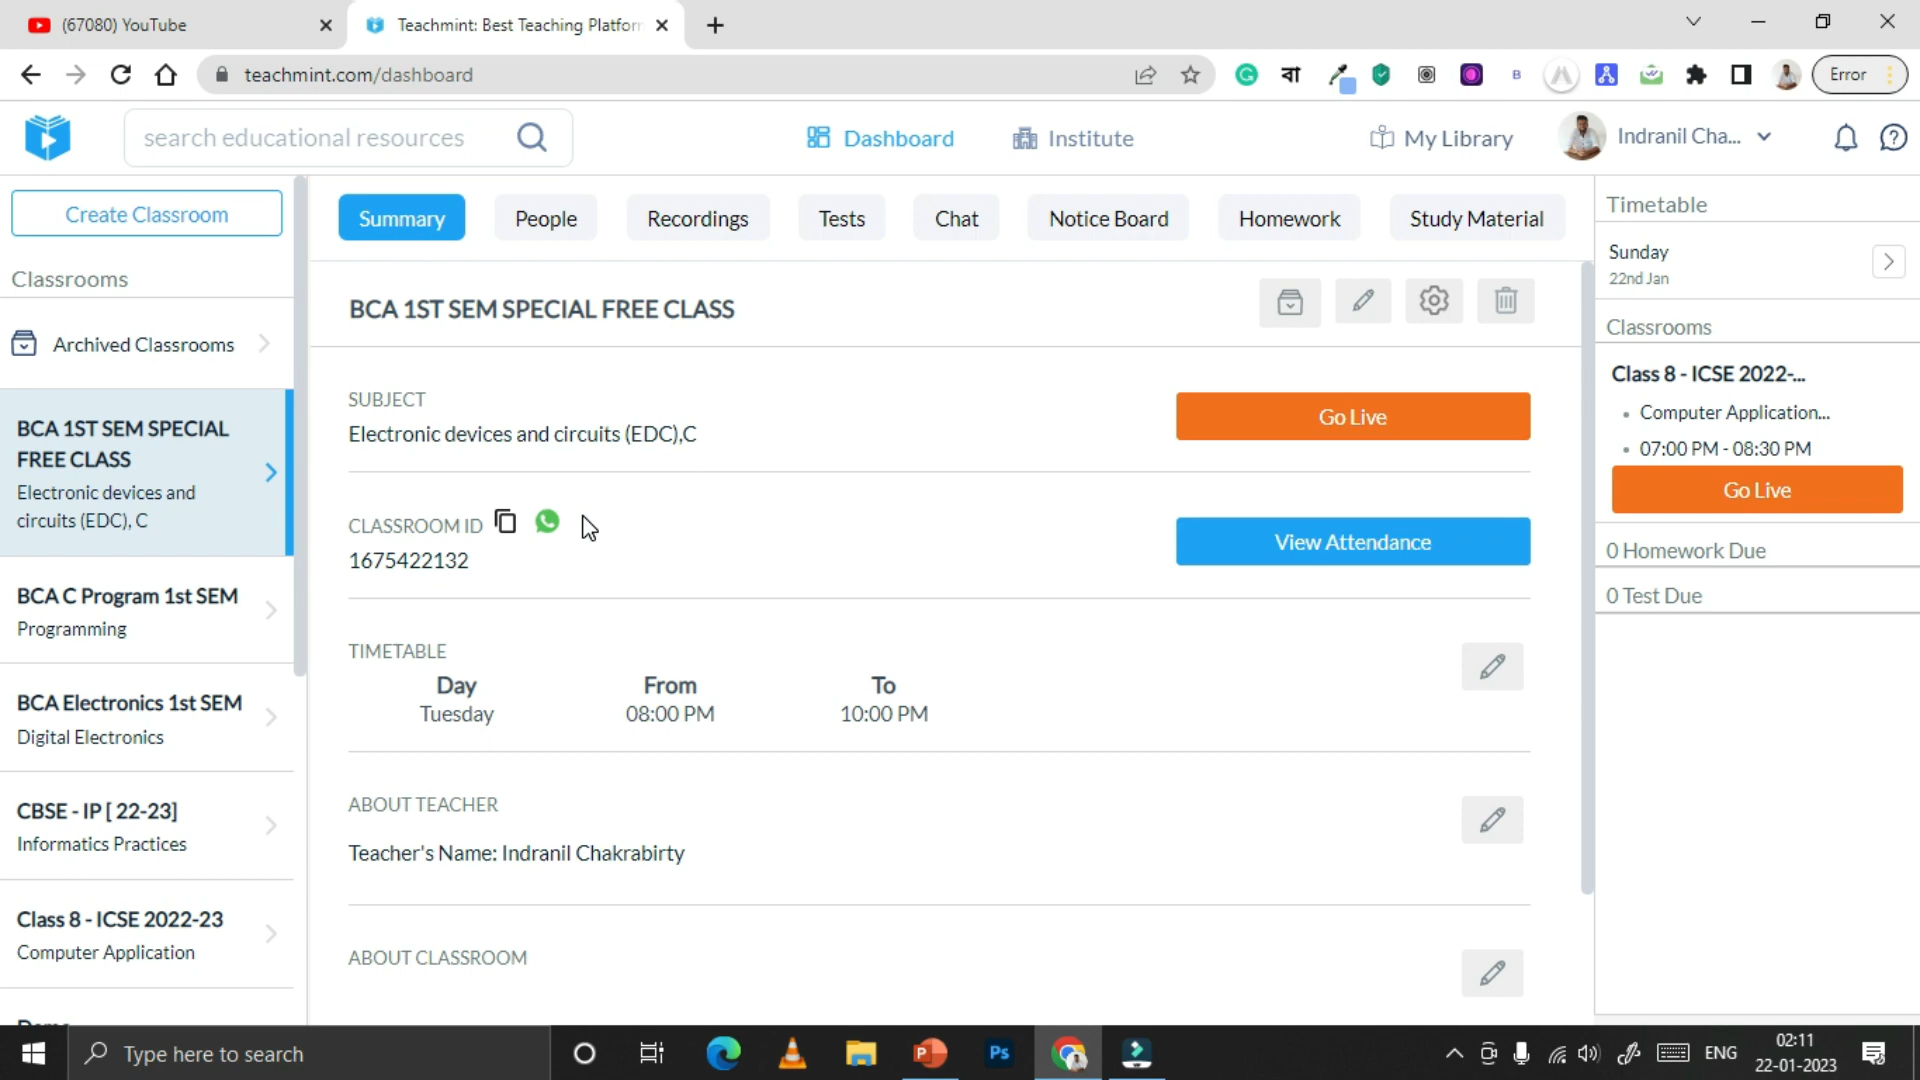 (67080) YouTube
Teachmint: Best Teaching Platfor
teachmint.com/dashboard
বা
B
Error
search educational resources
Dashboard
Institute
My Library
Indranil Cha...
Create Classroom
Summary
People
Recordings
Tests
Chat
Notice Board
Homework
Study Material
Timetable
Sunday
22nd Jan
Classrooms
Archived Classrooms
BCA 1ST SEM SPECIAL
FREE CLASS
Electronic devices and
circuits (EDC), C
BCA C Program 1st SEM
Programming
BCA Electronics 1st SEM
Digital Electronics
CBSE - IP [ 22-23]
Informatics Practices
Class 8 - ICSE 2022-23
Computer Application
BCA 1ST SEM SPECIAL FREE CLASS
SUBJECT
Electronic devices and circuits (EDC),C
Go Live
CLASSROOM ID
1675422132
View Attendance
TIMETABLE
Day From To
Tuesday 08:00 PM 10:00 PM
ABOUT TEACHER
Teacher's Name: Indranil Chakrabirty
ABOUT CLASSROOM
Classrooms
Class 8 - ICSE 2022-...
Computer Application...
07:00 PM - 08:30 PM
Go Live
0 Homework Due
0 Test Due
Type here to search
P
Ps
ENG
02:11
22-01-2023